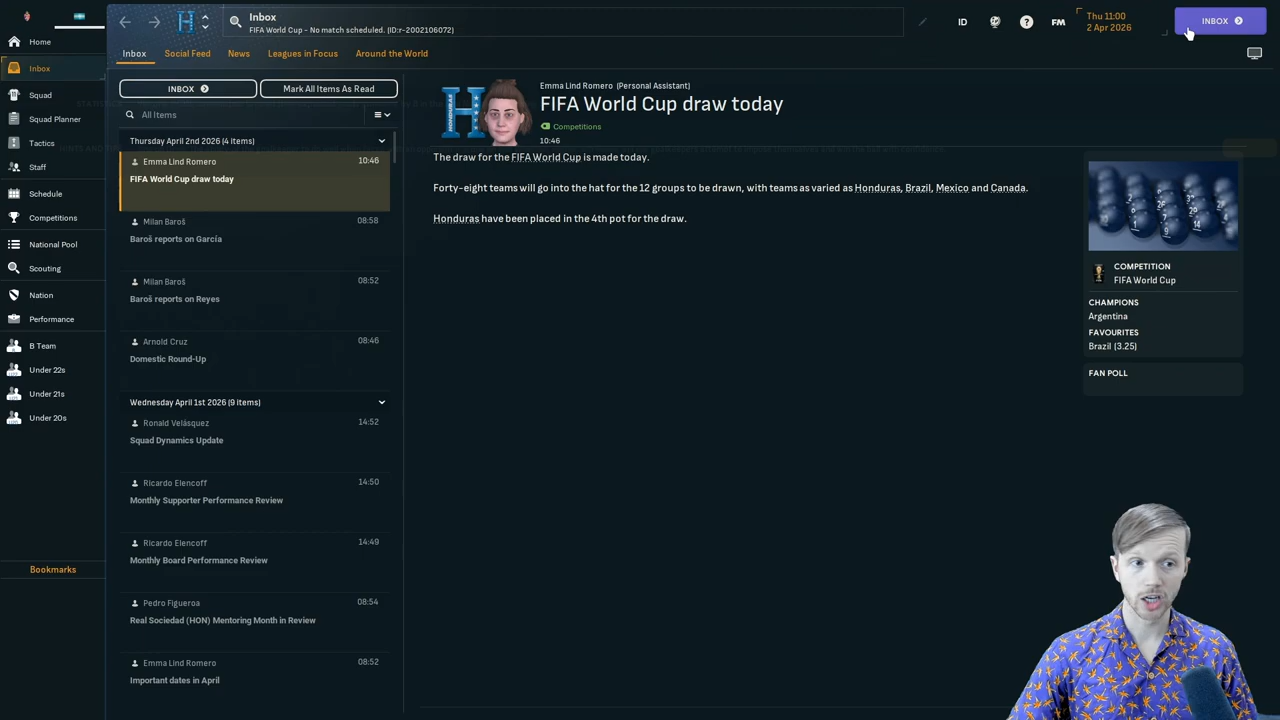 Inbox
FIFA World Cup - No match scheduled. (ID:r-2002106072)
ID
FM
Thu 11:00
2 Apr 2026
INBOX
Home
Inbox
Squad
Squad Planner
Tactics
Staff
Schedule
Competitions
National Pool
Scouting
Nation
Performance
B Team
Under 22s
Under 21s
Under 20s
Bookmarks
Inbox
Social Feed
News
Leagues in Focus
Around the World
INBOX
Mark All Items As Read
All Items
Thursday April 2nd 2026 (4 items)
Emma Lind Romero
10:46
FIFA World Cup draw today
Milan Baroš
08:58
Baroš reports on García
Milan Baroš
08:52
Baroš reports on Reyes
Arnold Cruz
08:46
Domestic Round-Up
Wednesday April 1st 2026 (9 items)
Ronald Velásquez
14:52
Squad Dynamics Update
Ricardo Elencoff
14:50
Monthly Supporter Performance Review
Ricardo Elencoff
14:49
Monthly Board Performance Review
Pedro Figueroa
08:54
Real Sociedad (HON) Mentoring Month in Review
Emma Lind Romero
08:52
Important dates in April
HONDURAS
Emma Lind Romero (Personal Assistant)
FIFA World Cup draw today
Competitions
10:46
The draw for the FIFA World Cup is made today.
Forty-eight teams will go into the hat for the 12 groups to be drawn, with teams as varied as Honduras, Brazil, Mexico and Canada.
Honduras have been placed in the 4th pot for the draw.
COMPETITION
FIFA World Cup
CHAMPIONS
Argentina
FAVOURITES
Brazil (3.25)
FAN POLL